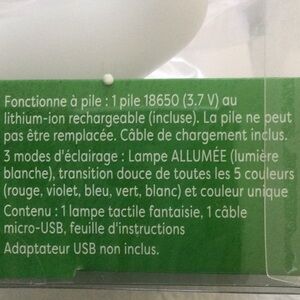 Fonctionne à pile : 1 pile 18650 (3.7 V) au
lithium-ion rechargeable (incluse). La pile ne peut
pas être remplacée. Câble de chargement inclus.
3 modes d'éclairage : Lampe ALLUMÉE (lumière
blanche), transition douce de toutes les 5 couleurs
(rouge, violet, bleu, vert, blanc) et couleur unique
Contenu : 1 lampe tactile fantaisie, 1 câble
micro-USB, feuille d'instructions
Adaptateur USB non inclus.